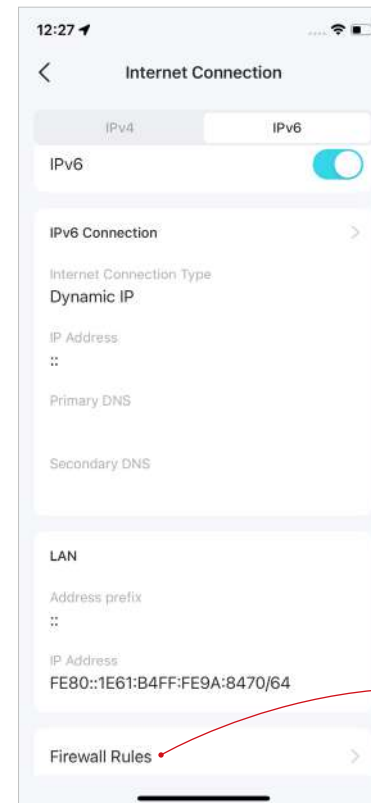 12:27
Internet Connection
IPv4 IPv6
IPv6
IPv6 Connection
Internet Connection Type
Dynamic IP
IP Address
::
Primary DNS
Secondary DNS
LAN
Address prefix
::
IP Address
FE80::1E61:B4FF:FE9A:8470/64
Firewall Rules